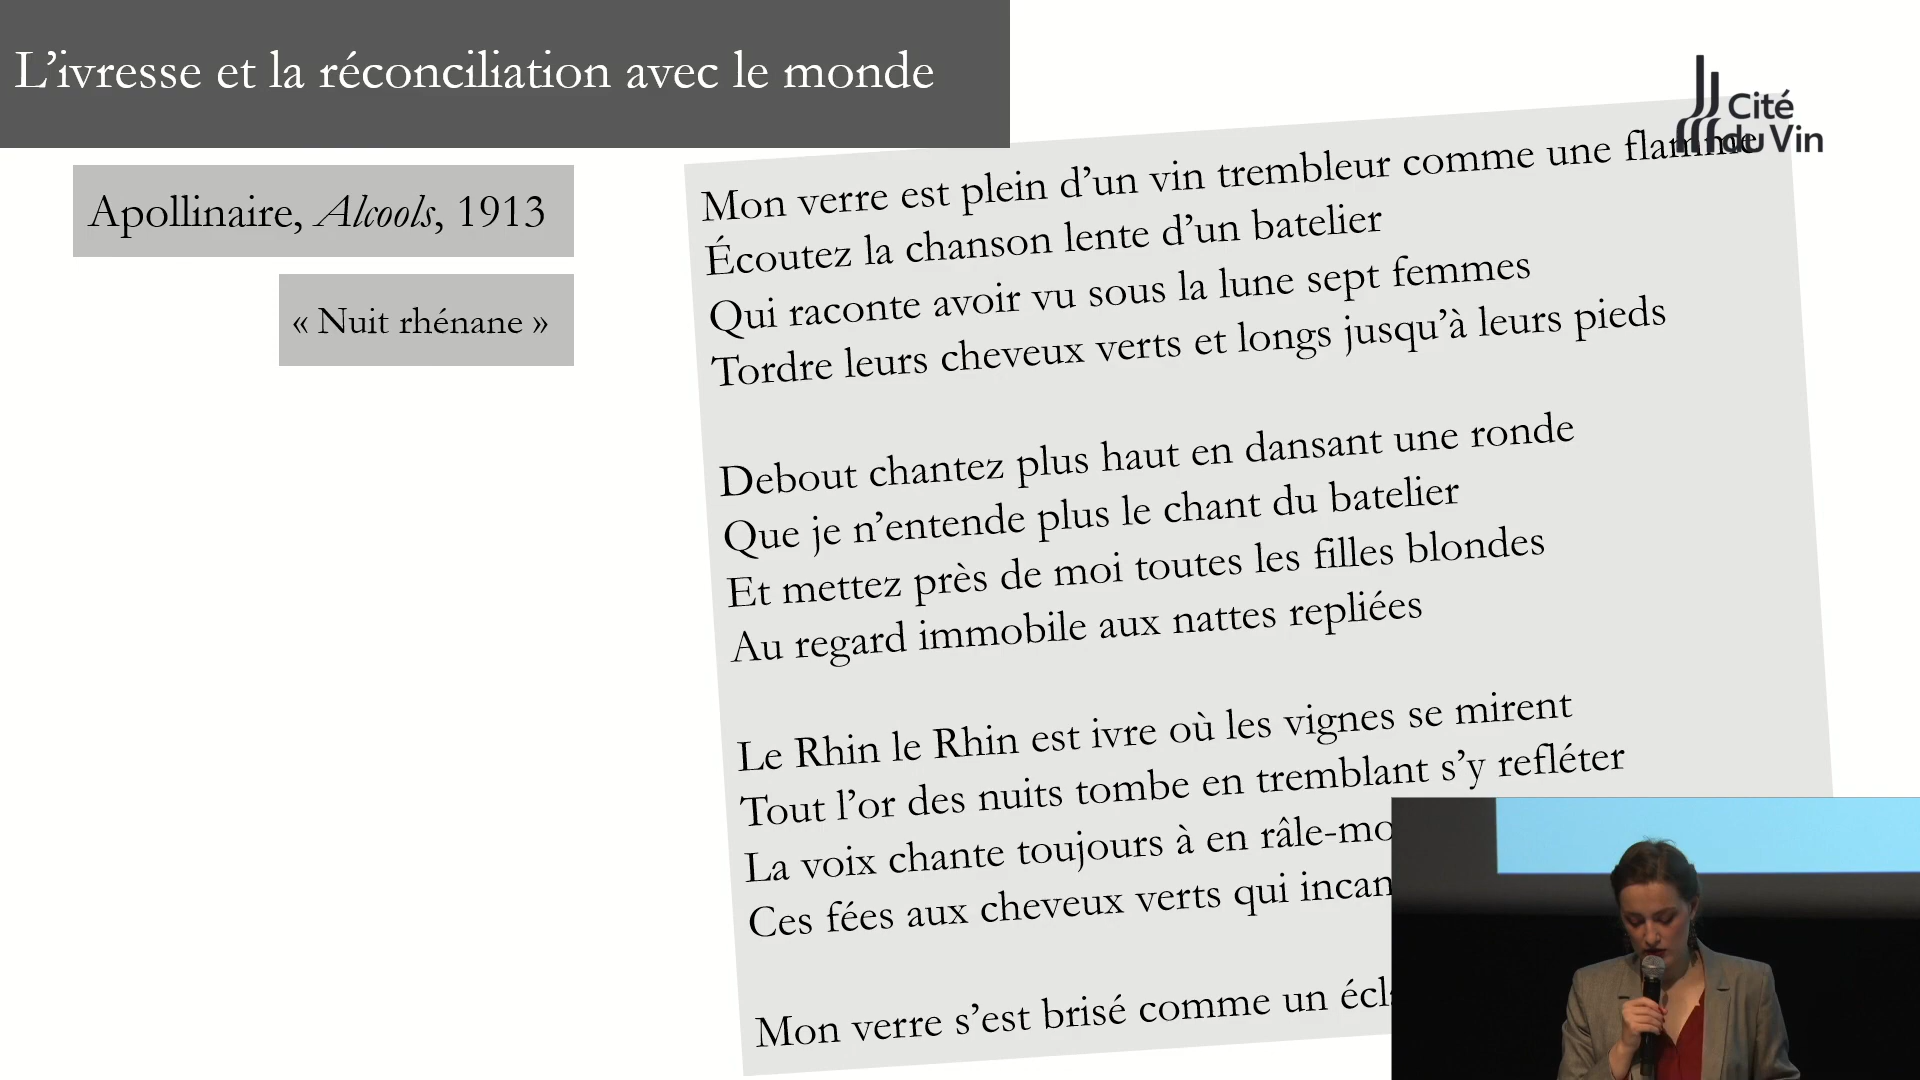 L'ivresse et la réconciliation avec le monde
Cité
du Vin
Apollinaire, Alcools, 1913
« Nuit rhénane »
Mon verre est plein d'un vin trembleur comme une flamme
Écoutez la chanson lente d'un batelier
Qui raconte avoir vu sous la lune sept femmes
Tordre leurs cheveux verts et longs jusqu'à leurs pieds
Debout chantez plus haut en dansant une ronde
Que je n'entende plus le chant du batelier
Et mettez près de moi toutes les filles blondes
Au regard immobile aux nattes repliées
Le Rhin le Rhin est ivre où les vignes se mirent
Tout l'or des nuits tombe en tremblant s'y refléter
La voix chante toujours à en
Ces fées aux cheveux verts qui
Mon verre s'est brisé comme un